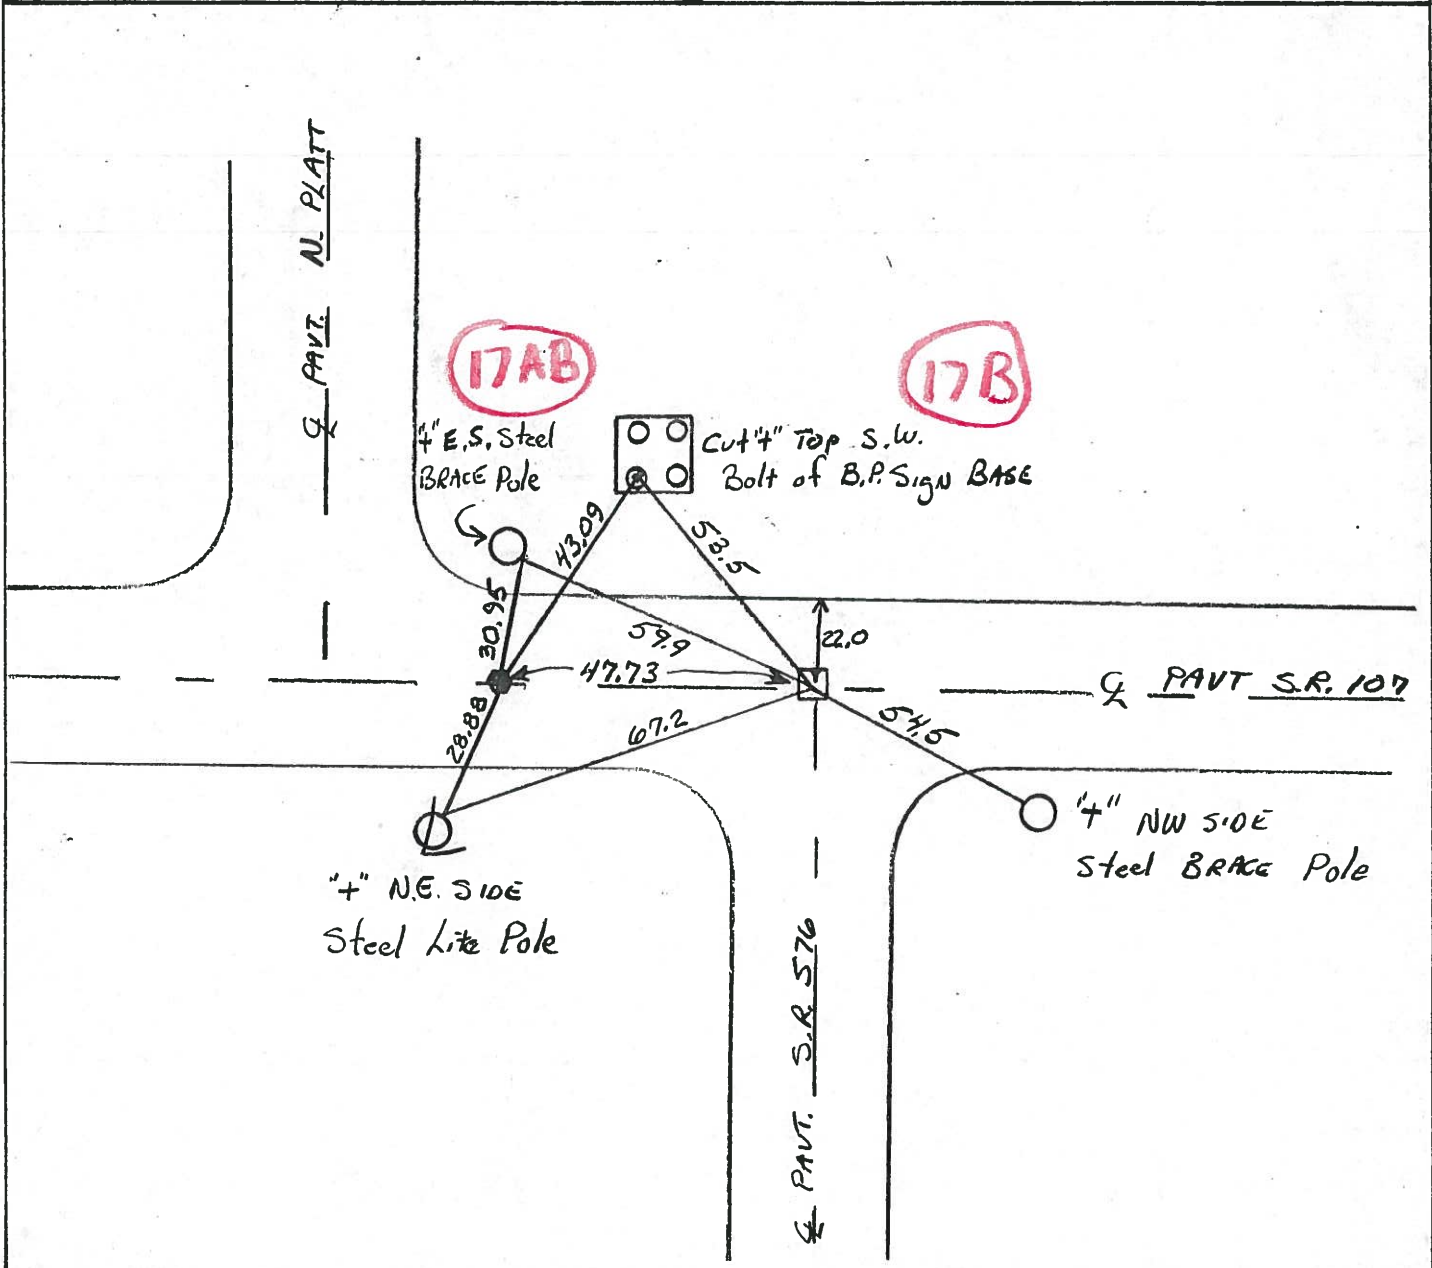 ℄ PAVT. N. PLATT
17AB
17B
"+" E.S. Steel
BRACE Pole
Cut "+" Top S.W.
Bolt of B.P. Sign BASE
43.09
53.5
30.95
59.9
22.0
47.73
℄ PAVT S.R. 107
28.88
67.2
54.5
"+" NW SIDE
Steel BRACE Pole
"+" N.E. SIDE
Steel Lite Pole
℄ PAVT. S.R. 576